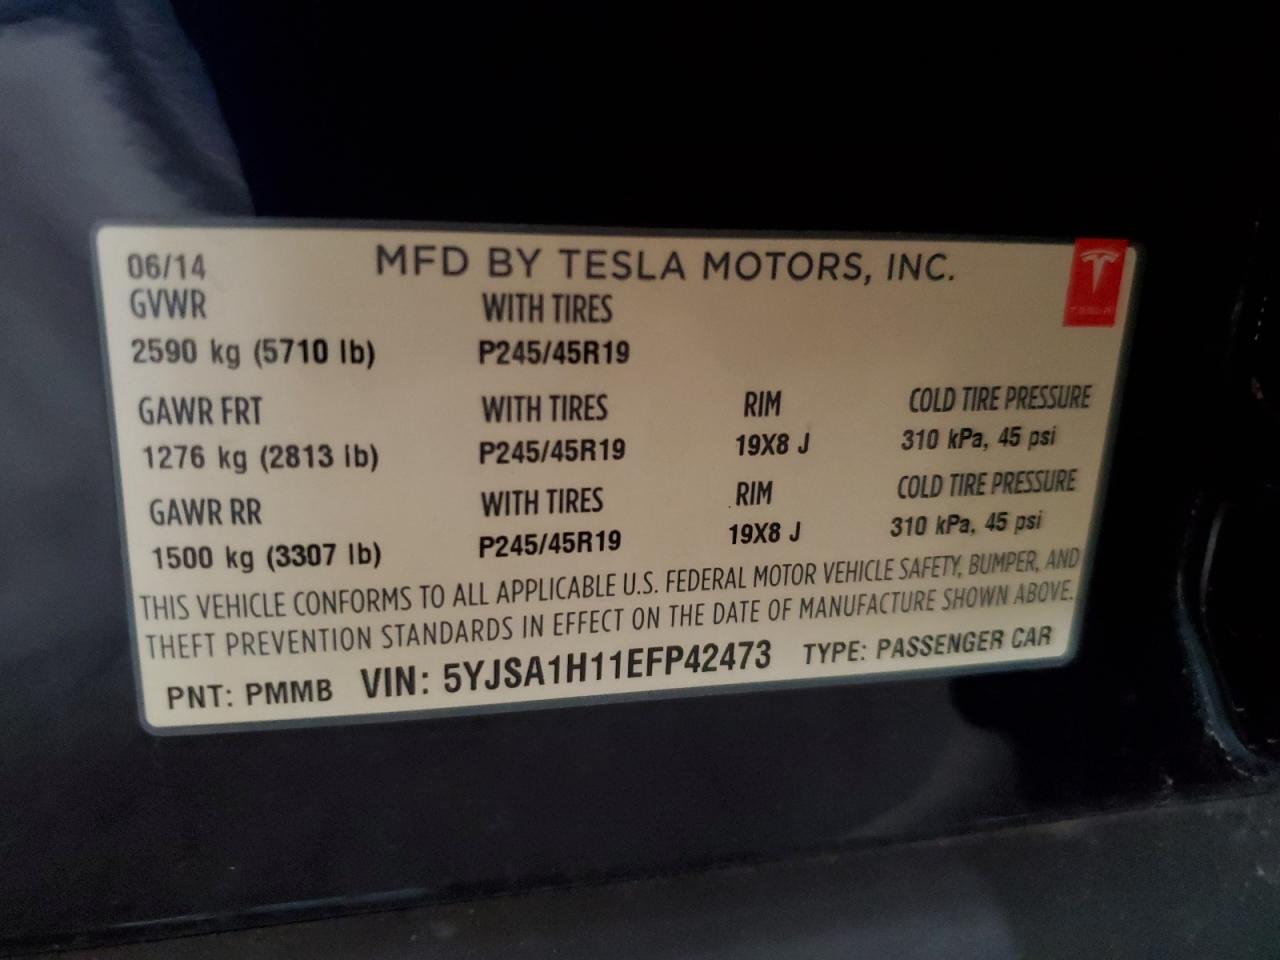 06/14 MFD BY TESLA MOTORS, INC.
GVWR WITH TIRES
2590 kg (5710 lb) P245/45R19
GAWR FRT WITH TIRES RIM COLD TIRE PRESSURE
1276 kg (2813 lb) P245/45R19 19X8 J 310 kPa, 45 psi
GAWR RR WITH TIRES RIM COLD TIRE PRESSURE
1500 kg (3307 lb) P245/45R19 19X8 J 310 kPa, 45 psi
THIS VEHICLE CONFORMS TO ALL APPLICABLE U.S. FEDERAL MOTOR VEHICLE SAFETY, BUMPER, AND
THEFT PREVENTION STANDARDS IN EFFECT ON THE DATE OF MANUFACTURE SHOWN ABOVE.
PNT: PMMB VIN: 5YJSA1H11EFP42473 TYPE: PASSENGER CAR